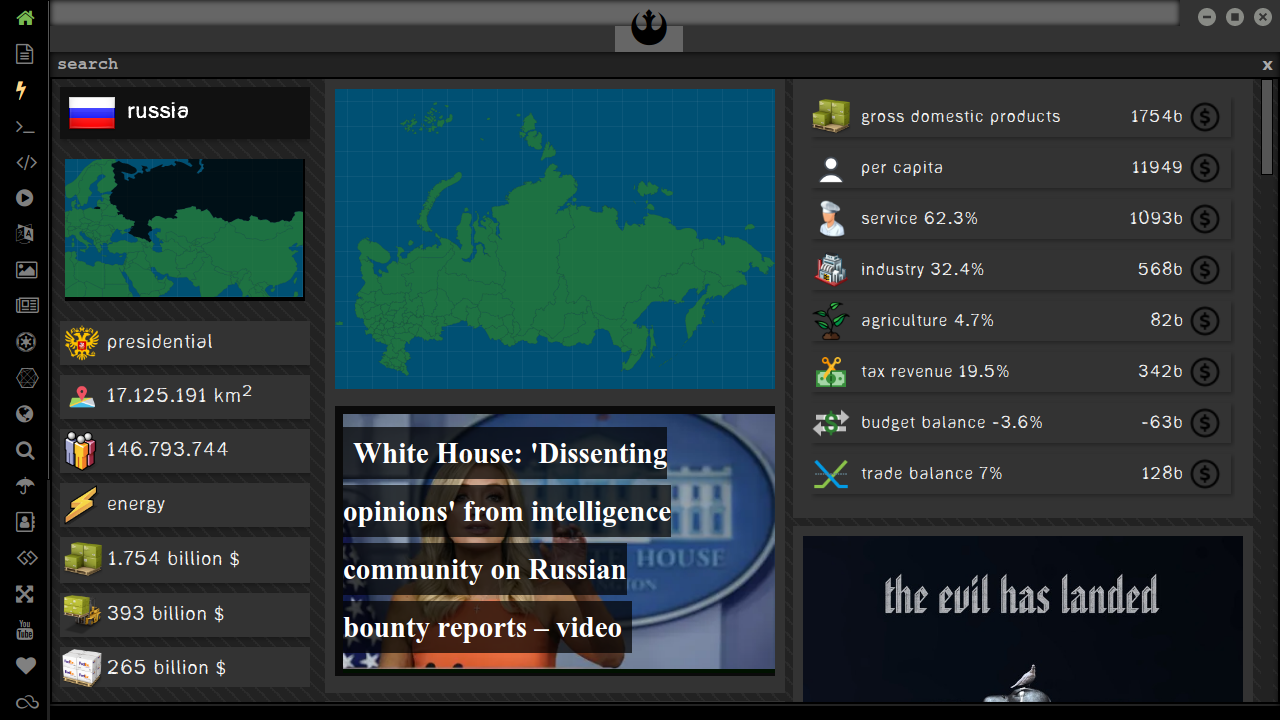 search
x
russia
presidential
17.125.191 km²
146.793.744
energy
1.754 billion $
393 billion $
265 billion $
White House: 'Dissenting
opinions' from intelligence
community on Russian
bounty reports – video
HOUSE
gross domestic products 1754b
per capita 11949
service 62.3% 1093b
industry 32.4% 568b
agriculture 4.7% 82b
tax revenue 19.5% 342b
budget balance -3.6% -63b
trade balance 7% 128b
the evil has landed
You
Tube